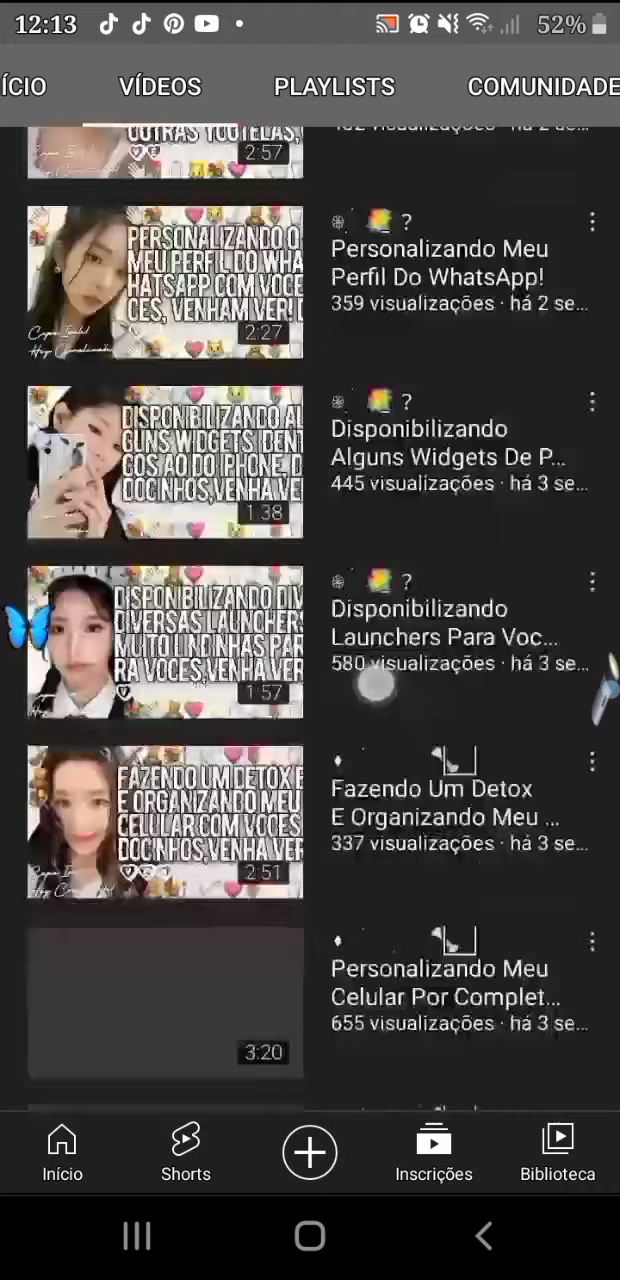 12:13
52%
ÍCIO VÍDEOS PLAYLISTS COMUNIDADE
OUTRAS YOUTELAS,
2:57
PERSONALIZANDO O
MEU PERFIL DO WHA
HATSAPP COM VOCE
CES, VENHAM VER!
2:27
?
Personalizando Meu
Perfil Do WhatsApp!
359 visualizações · há 2 se...
DISPONIBILIZANDO AL
GUNS WIDGETS IDENT
COS AO DO IPHONE, D
DOCINHOS,VENHA VE
1:38
?
Disponibilizando
Alguns Widgets De P...
445 visualizações · há 3 se...
DISPONIBILIZANDO DIV
DIVERSAS LAUNCHERS
MUITO LINDINHAS PAR
RA VOCES,VENHA VER
1:57
?
Disponibilizando
Launchers Para Voc...
580 visualizações · há 3 se...
FAZENDO UM DETOX E
E ORGANIZANDO MEU
CELULAR COM VOCES
DOCINHOS,VENHA VER
2:51
Fazendo Um Detox
E Organizando Meu ...
337 visualizações · há 3 se...
3:20
Personalizando Meu
Celular Por Complet...
655 visualizações · há 3 se...
Início Shorts Inscrições Biblioteca